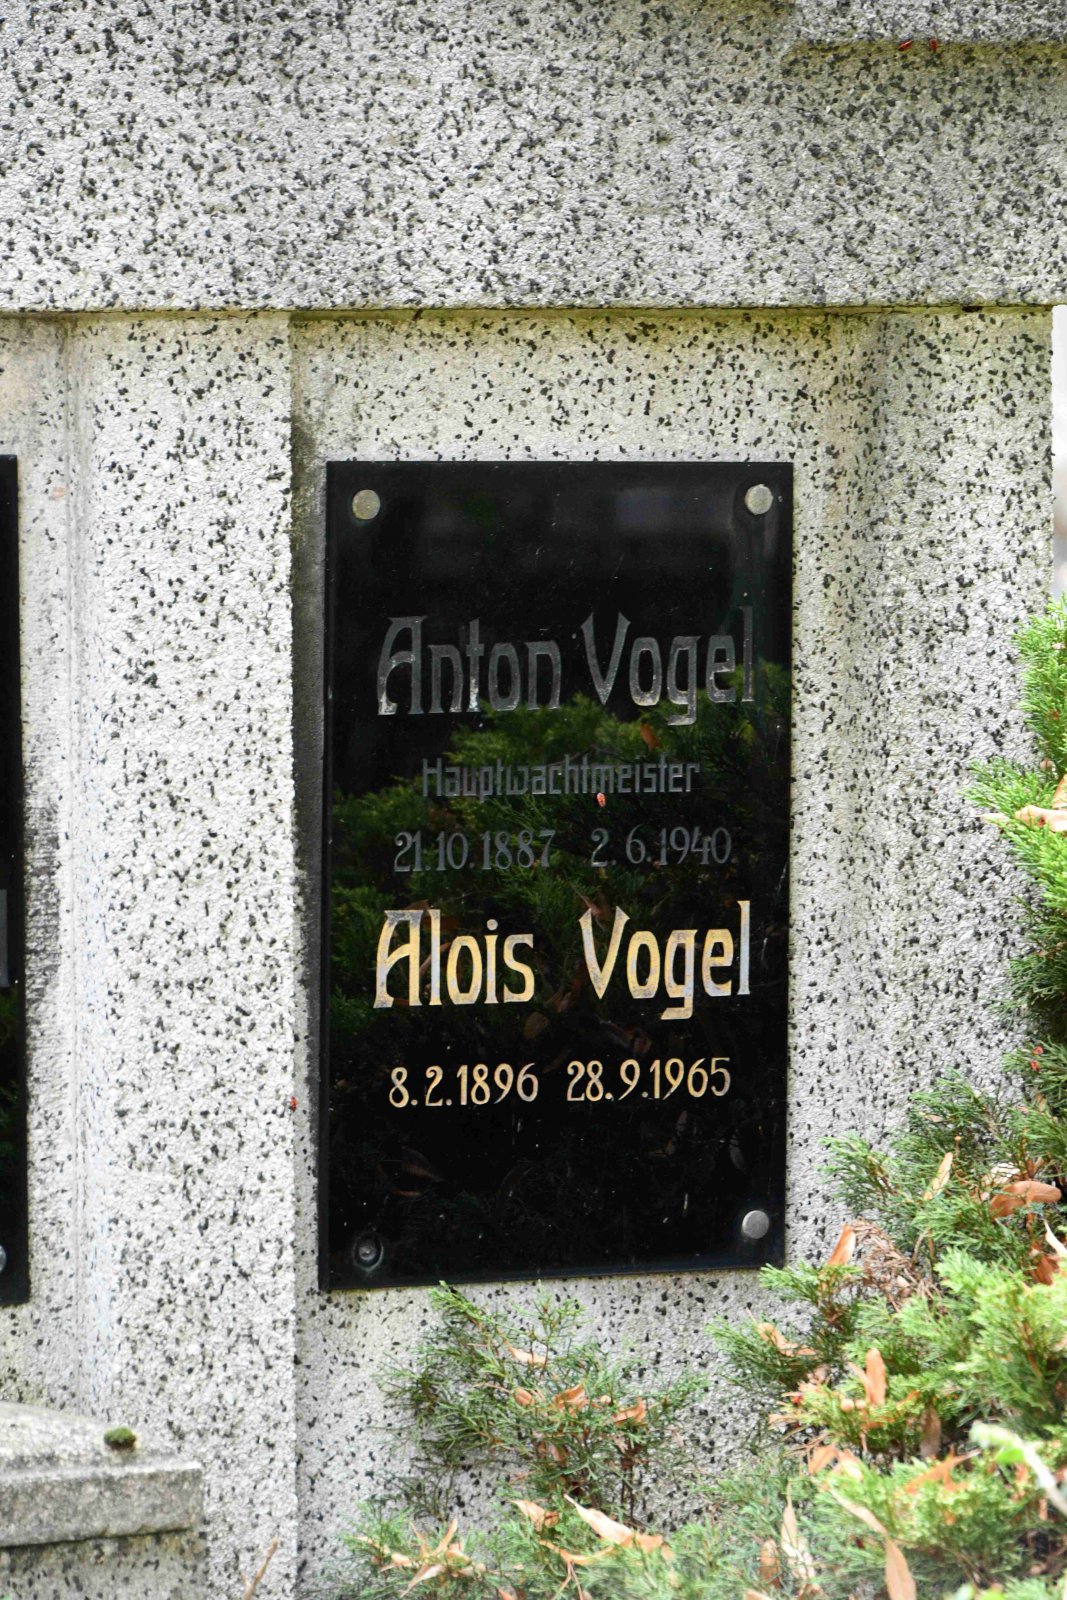 Anton Vogel
Hauptwachtmeister
21.10.1887 2.6.1940.
Alois Vogel
8.2.1896 28.9.1965